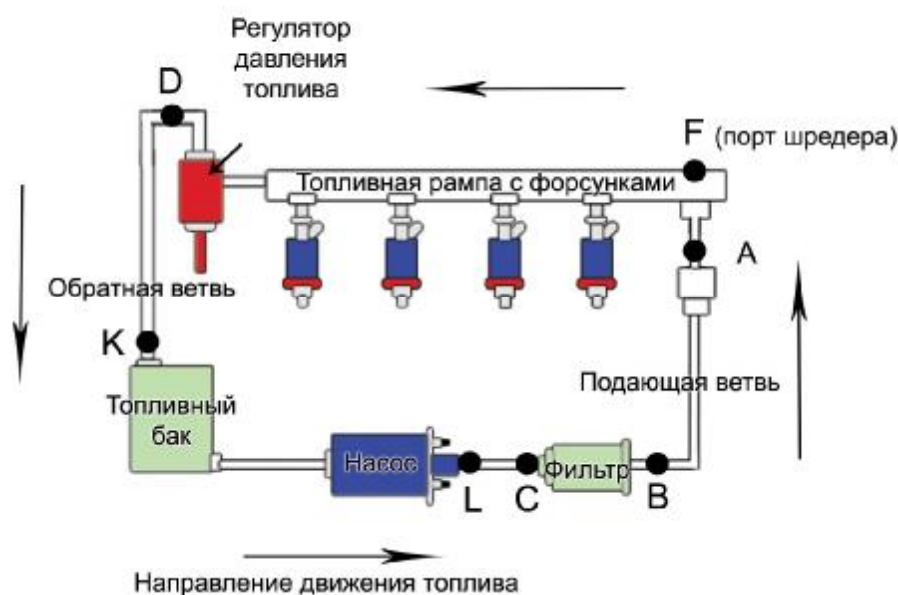 Регулятор
давления
топлива
D
F (порт шредера)
Топливная рампа с форсунками
A
Обратная ветвь
K
Подающая ветвь
Топливный
бак
Насос
Фильтр
L
C
B
Направление движения топлива